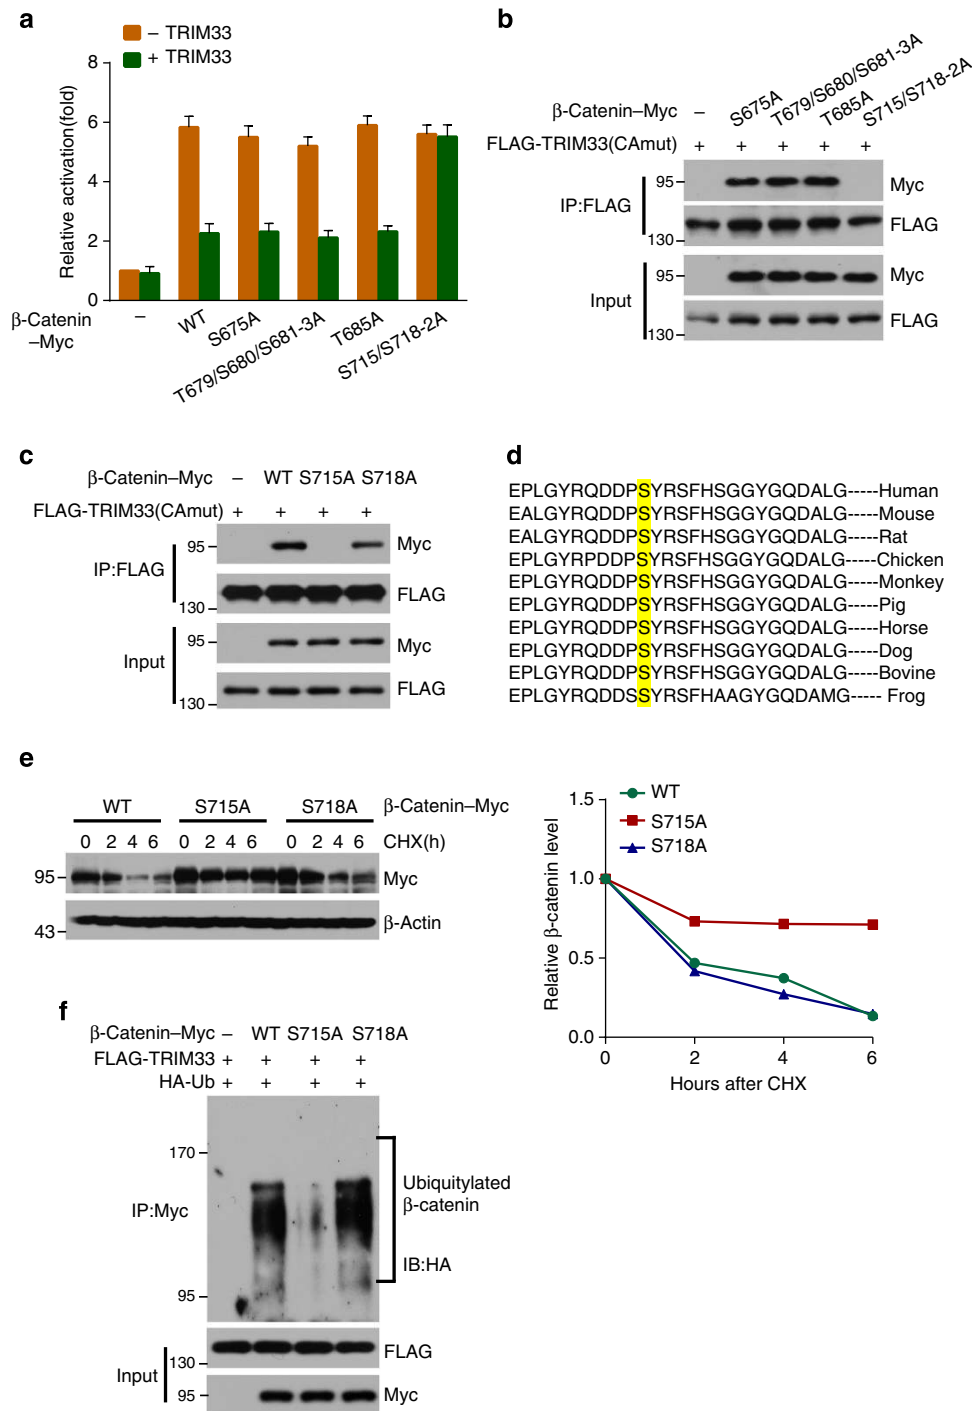 a
– TRIM33
+ TRIM33
Relative activation(fold)
8
6
4
2
0
β-Catenin
–Myc
–
WT
S675A
T679/S680/S681-3A
T685A
S715/S718-2A
b
β-Catenin–Myc – S675A T679/S680/S681-3A T685A S715/S718-2A
FLAG-TRIM33(CAmut) + + + + +
IP:FLAG
95 Myc
FLAG
130
Input
95 Myc
FLAG
130
c
β-Catenin–Myc – WT S715A S718A
FLAG-TRIM33(CAmut) + + + +
IP:FLAG
95 Myc
FLAG
130
Input
95 Myc
FLAG
130
d
EPLGYRQDDPSYRSFHSGGYGQDALG-----Human
EALGYRQDDPSYRSFHSGGYGQDALG-----Mouse
EALGYRQDDPSYRSFHSGGYGQDALG-----Rat
EPLGYRPDDPSYRSFHSGGYGQDALG-----Chicken
EPLGYRQDDPSYRSFHSGGYGQDALG-----Monkey
EPLGYRQDDPSYRSFHSGGYGQDALG-----Pig
EPLGYRQDDPSYRSFHSGGYGQDALG-----Horse
EPLGYRQDDPSYRSFHSGGYGQDALG-----Dog
EPLGYRQDDPSYRSFHSGGYGQDALG-----Bovine
EPLGYRQDDSSYRSFHAAGYGQDAMG----- Frog
e
WT S715A S718A β-Catenin–Myc
0 2 4 6 0 2 4 6 0 2 4 6 CHX(h)
95 Myc
β-Actin
43
WT
S715A
S718A
Relative β-catenin level
1.5
1.0
0.5
0.0
0 2 4 6
Hours after CHX
f
β-Catenin–Myc – WT S715A S718A
FLAG-TRIM33 + + + +
HA-Ub + + + +
170
IP:Myc
Ubiquitylated
β-catenin
IB:HA
95
Input
FLAG
130
95 Myc